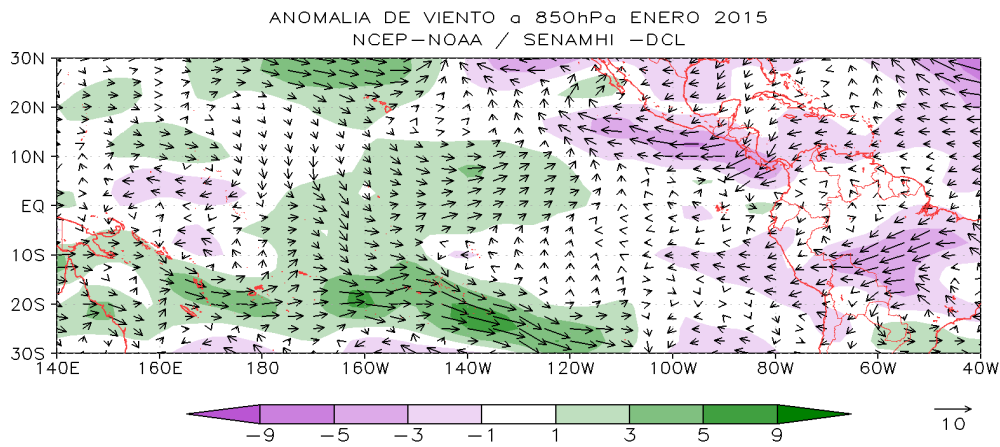 ANOMALIA DE VIENTO a 850hPa ENERO 2015
NCEP-NOAA / SENAMHI -DCL
30N
20N
10N
EQ
10S
20S
30S
140E 160E 180 160W 140W 120W 100W 80W 60W 40W
-9 -5 -3 -1 1 3 5 9
10